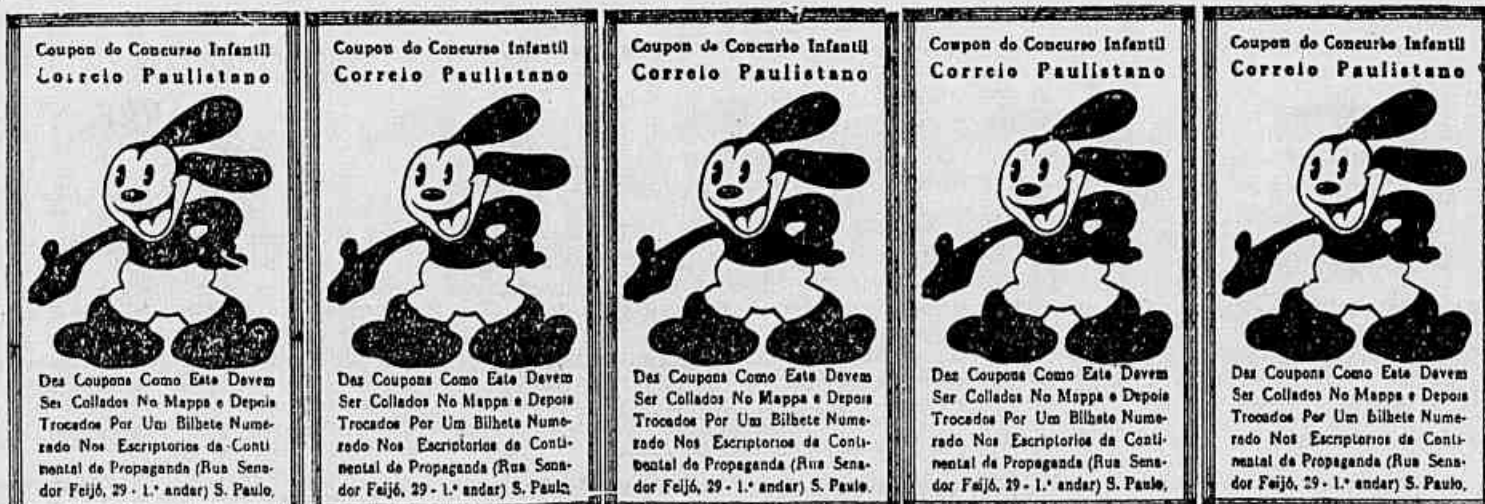 Coupon do Concurso Infantil
Correio Paulistano
Dez Coupons Como Este Devem
Ser Collados No Mappa e Depois
Trocados Por Um Bilhete Nume-
rado Nos Escriptorios da Conti-
nental de Propaganda (Rua Sena-
dor Feijó, 29 - 1.º andar) S. Paulo.
Coupon do Concurso Infantil
Correio Paulistano
Dez Coupons Como Este Devem
Ser Collados No Mappa e Depois
Trocados Por Um Bilhete Nume-
rado Nos Escriptorios da Conti-
nental de Propaganda (Rua Sena-
dor Feijó, 29 - 1.º andar) S. Paulo.
Coupon do Concurso Infantil
Correio Paulistano
Dez Coupons Como Este Devem
Ser Collados No Mappa e Depois
Trocados Por Um Bilhete Nume-
rado Nos Escriptorios da Conti-
nental de Propaganda (Rua Sena-
dor Feijó, 29 - 1.º andar) S. Paulo.
Coupon do Concurso Infantil
Correio Paulistano
Dez Coupons Como Este Devem
Ser Collados No Mappa e Depois
Trocados Por Um Bilhete Nume-
rado Nos Escriptorios da Conti-
nental de Propaganda (Rua Sena-
dor Feijó, 29 - 1.º andar) S. Paulo.
Coupon do Concurso Infantil
Correio Paulistano
Dez Coupons Como Este Devem
Ser Collados No Mappa e Depois
Trocados Por Um Bilhete Nume-
rado Nos Escriptorios da Conti-
nental de Propaganda (Rua Sena-
dor Feijó, 29 - 1.º andar) S. Paulo.